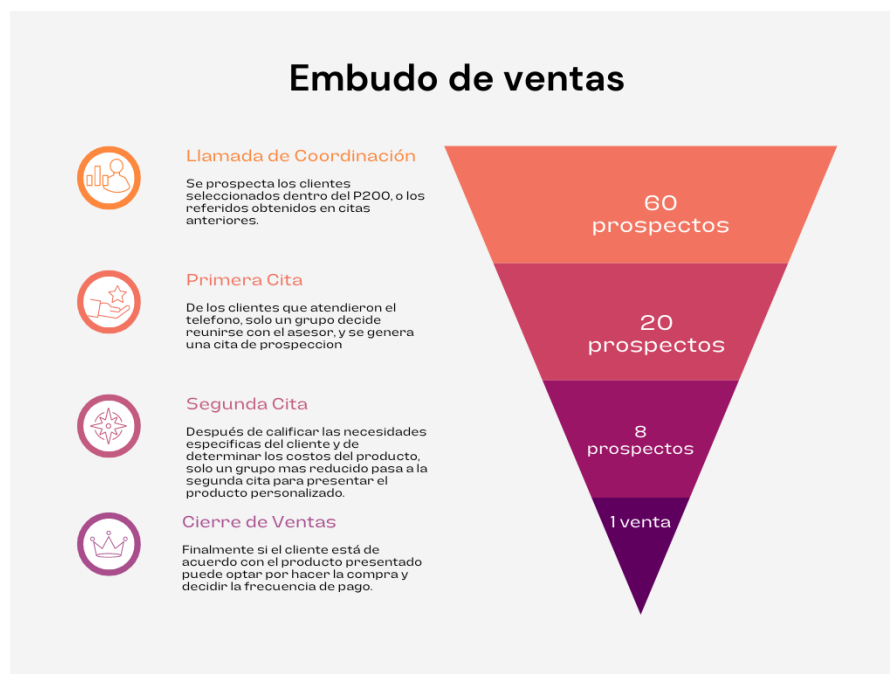 Embudo de ventas
Llamada de Coordinación
Se prospecta los clientes
seleccionados dentro del P200, o los
referidos obtenidos en citas
anteriores.
60
prospectos
Primera Cita
De los clientes que atendieron el
telefono, solo un grupo decide
reunirse con el asesor, y se genera
una cita de prospeccion
20
prospectos
Segunda Cita
Después de calificar las necesidades
especificas del cliente y de
determinar los costos del producto,
solo un grupo mas reducido pasa a la
segunda cita para presentar el
producto personalizado.
8
prospectos
Cierre de Ventas
Finalmente si el cliente está de
acuerdo con el producto presentado
puede optar por hacer la compra y
decidir la frecuencia de pago.
1 venta